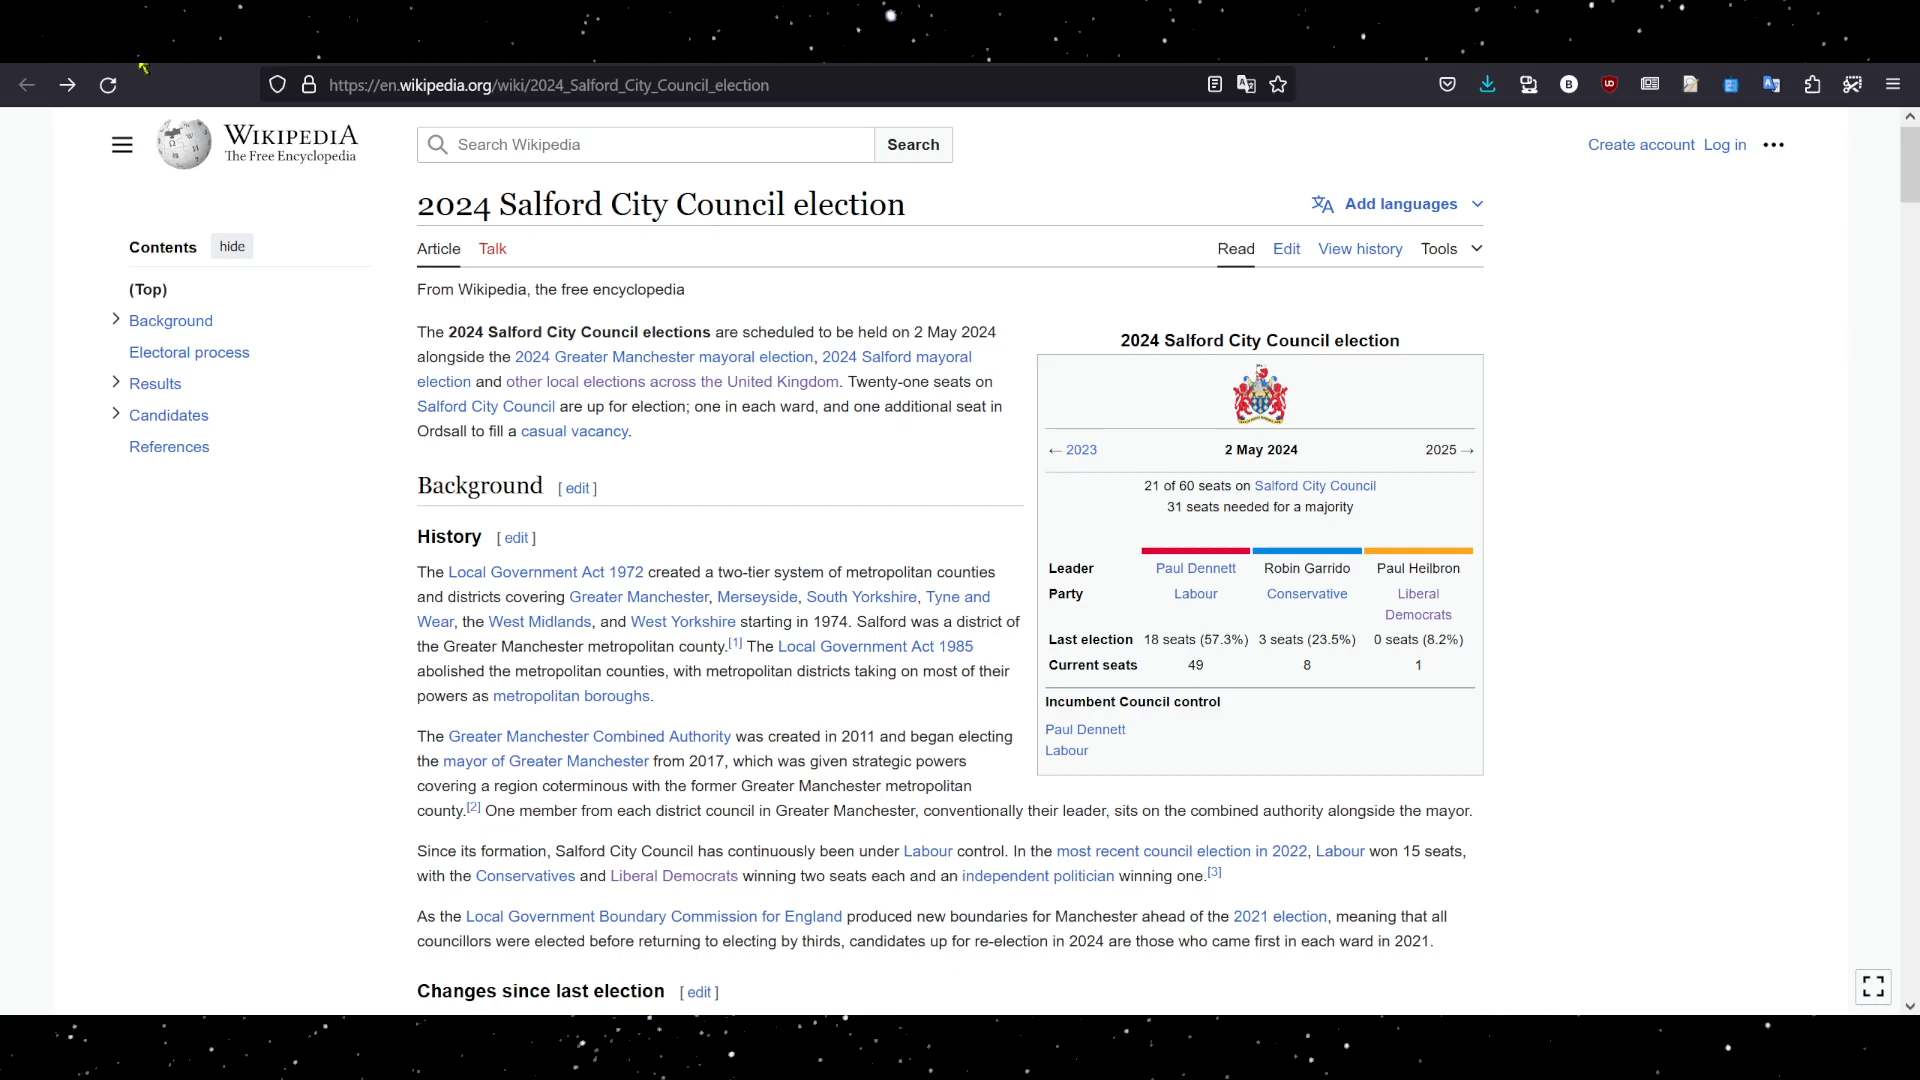 https://en.wikipedia.org/wiki/2024_Salford_City_Council_election
WIKIPEDIA
The Free Encyclopedia
Search Wikipedia
Search
Create account Log in
2024 Salford City Council election
Add languages
Contents hide
Article Talk
Read Edit View history Tools
(Top)
Background
Electoral process
Results
Candidates
References
From Wikipedia, the free encyclopedia
The 2024 Salford City Council elections are scheduled to be held on 2 May 2024
alongside the 2024 Greater Manchester mayoral election, 2024 Salford mayoral
election and other local elections across the United Kingdom. Twenty-one seats on
Salford City Council are up for election; one in each ward, and one additional seat in
Ordsall to fill a casual vacancy.
Background [ edit ]
History [ edit ]
The Local Government Act 1972 created a two-tier system of metropolitan counties
and districts covering Greater Manchester, Merseyside, South Yorkshire, Tyne and
Wear, the West Midlands, and West Yorkshire starting in 1974. Salford was a district of
the Greater Manchester metropolitan county.[1] The Local Government Act 1985
abolished the metropolitan counties, with metropolitan districts taking on most of their
powers as metropolitan boroughs.
The Greater Manchester Combined Authority was created in 2011 and began electing
the mayor of Greater Manchester from 2017, which was given strategic powers
covering a region coterminous with the former Greater Manchester metropolitan
county.[2] One member from each district council in Greater Manchester, conventionally their leader, sits on the combined authority alongside the mayor.
Since its formation, Salford City Council has continuously been under Labour control. In the most recent council election in 2022, Labour won 15 seats,
with the Conservatives and Liberal Democrats winning two seats each and an independent politician winning one.[3]
As the Local Government Boundary Commission for England produced new boundaries for Manchester ahead of the 2021 election, meaning that all
councillors were elected before returning to electing by thirds, candidates up for re-election in 2024 are those who came first in each ward in 2021.
Changes since last election [ edit ]
2024 Salford City Council election
← 2023 2 May 2024 2025 →
21 of 60 seats on Salford City Council
31 seats needed for a majority
Leader Paul Dennett Robin Garrido Paul Heilbron
Party Labour Conservative Liberal
Democrats
Last election 18 seats (57.3%) 3 seats (23.5%) 0 seats (8.2%)
Current seats 49 8 1
Incumbent Council control
Paul Dennett
Labour